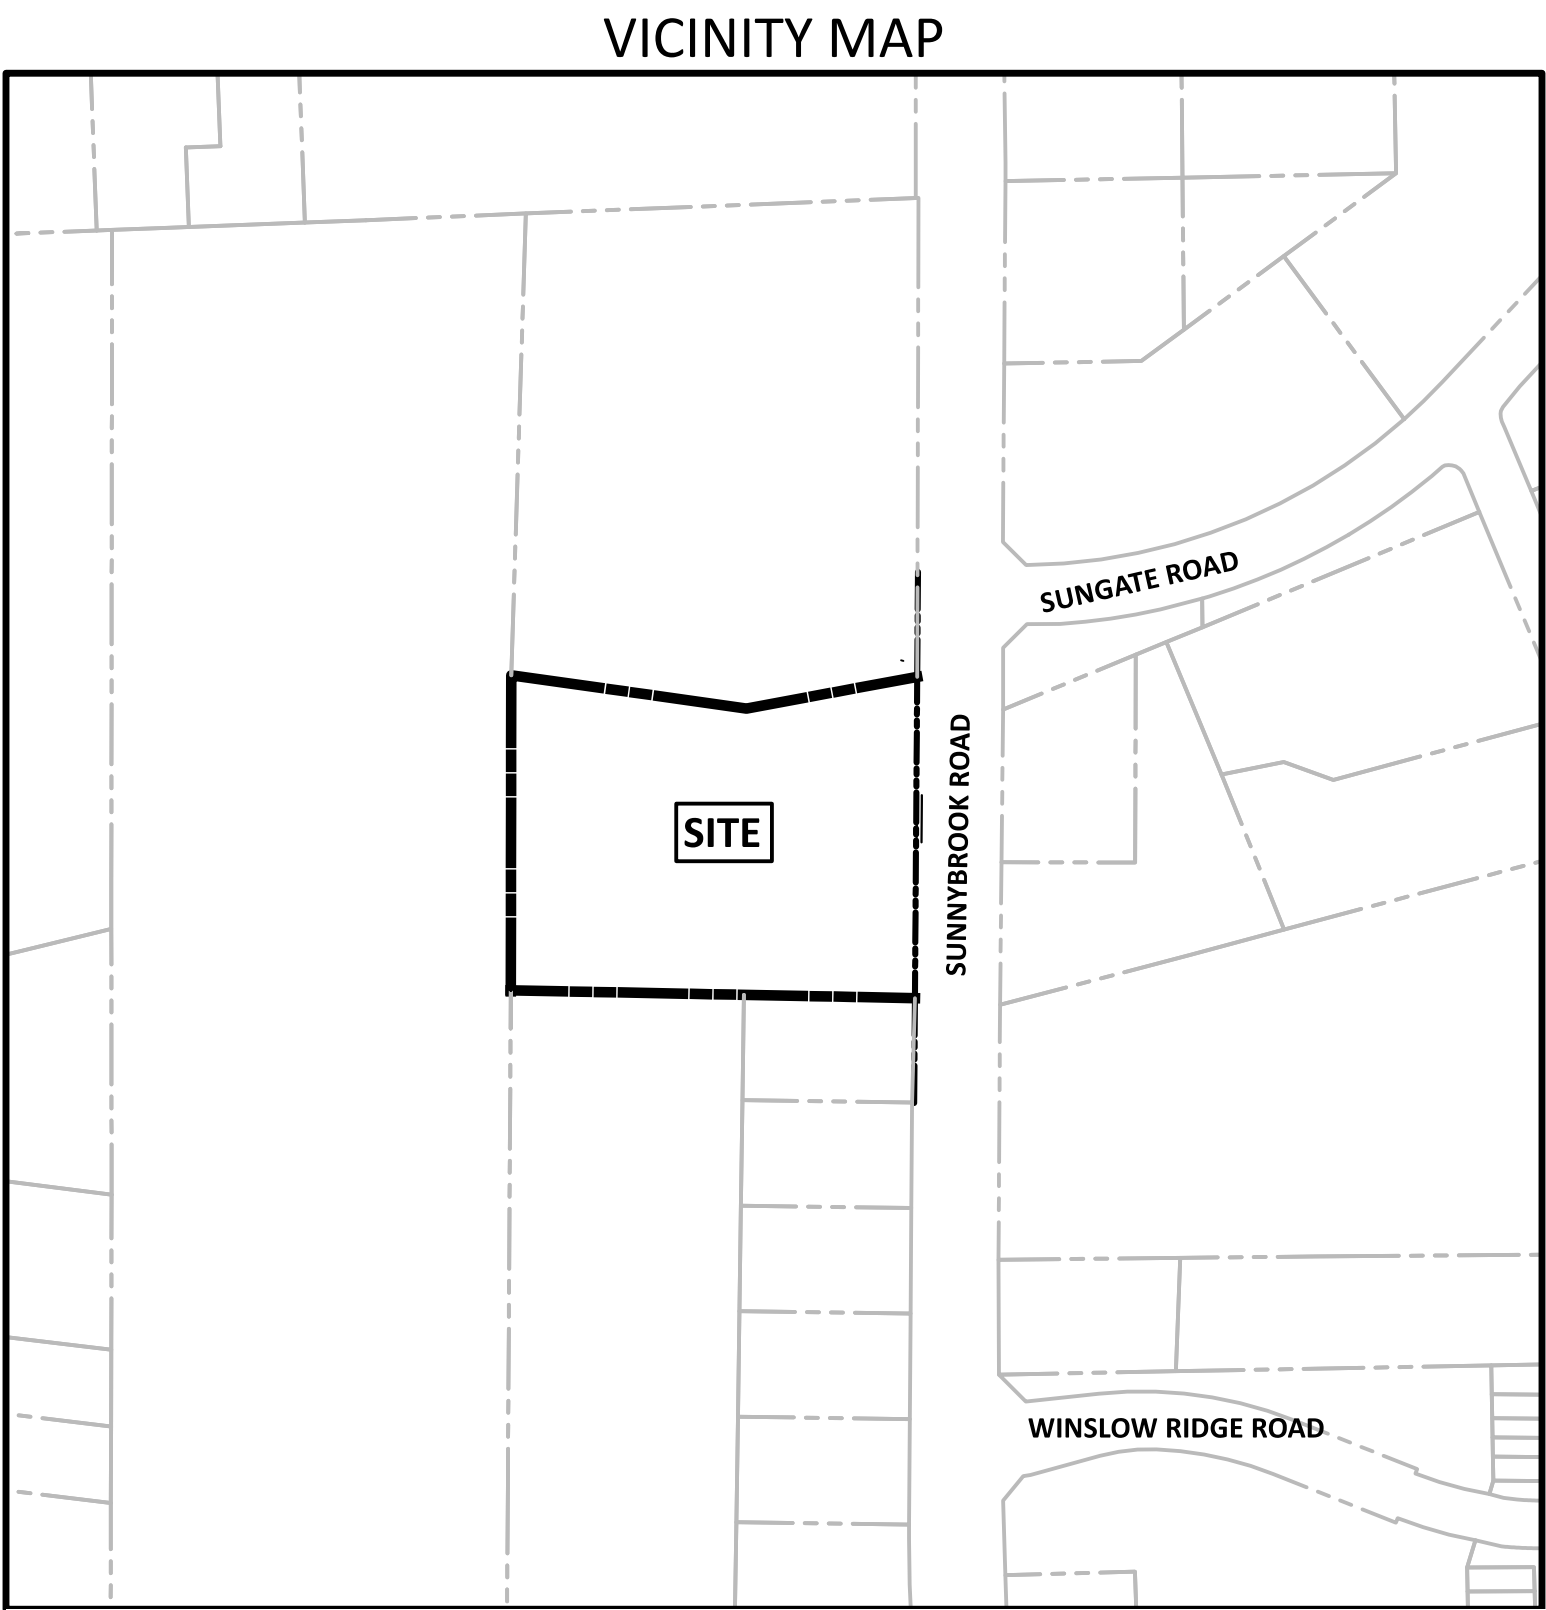 VICINITY MAP
SUNGATE ROAD
SUNNYBROOK ROAD
SITE
WINSLOW RIDGE ROAD